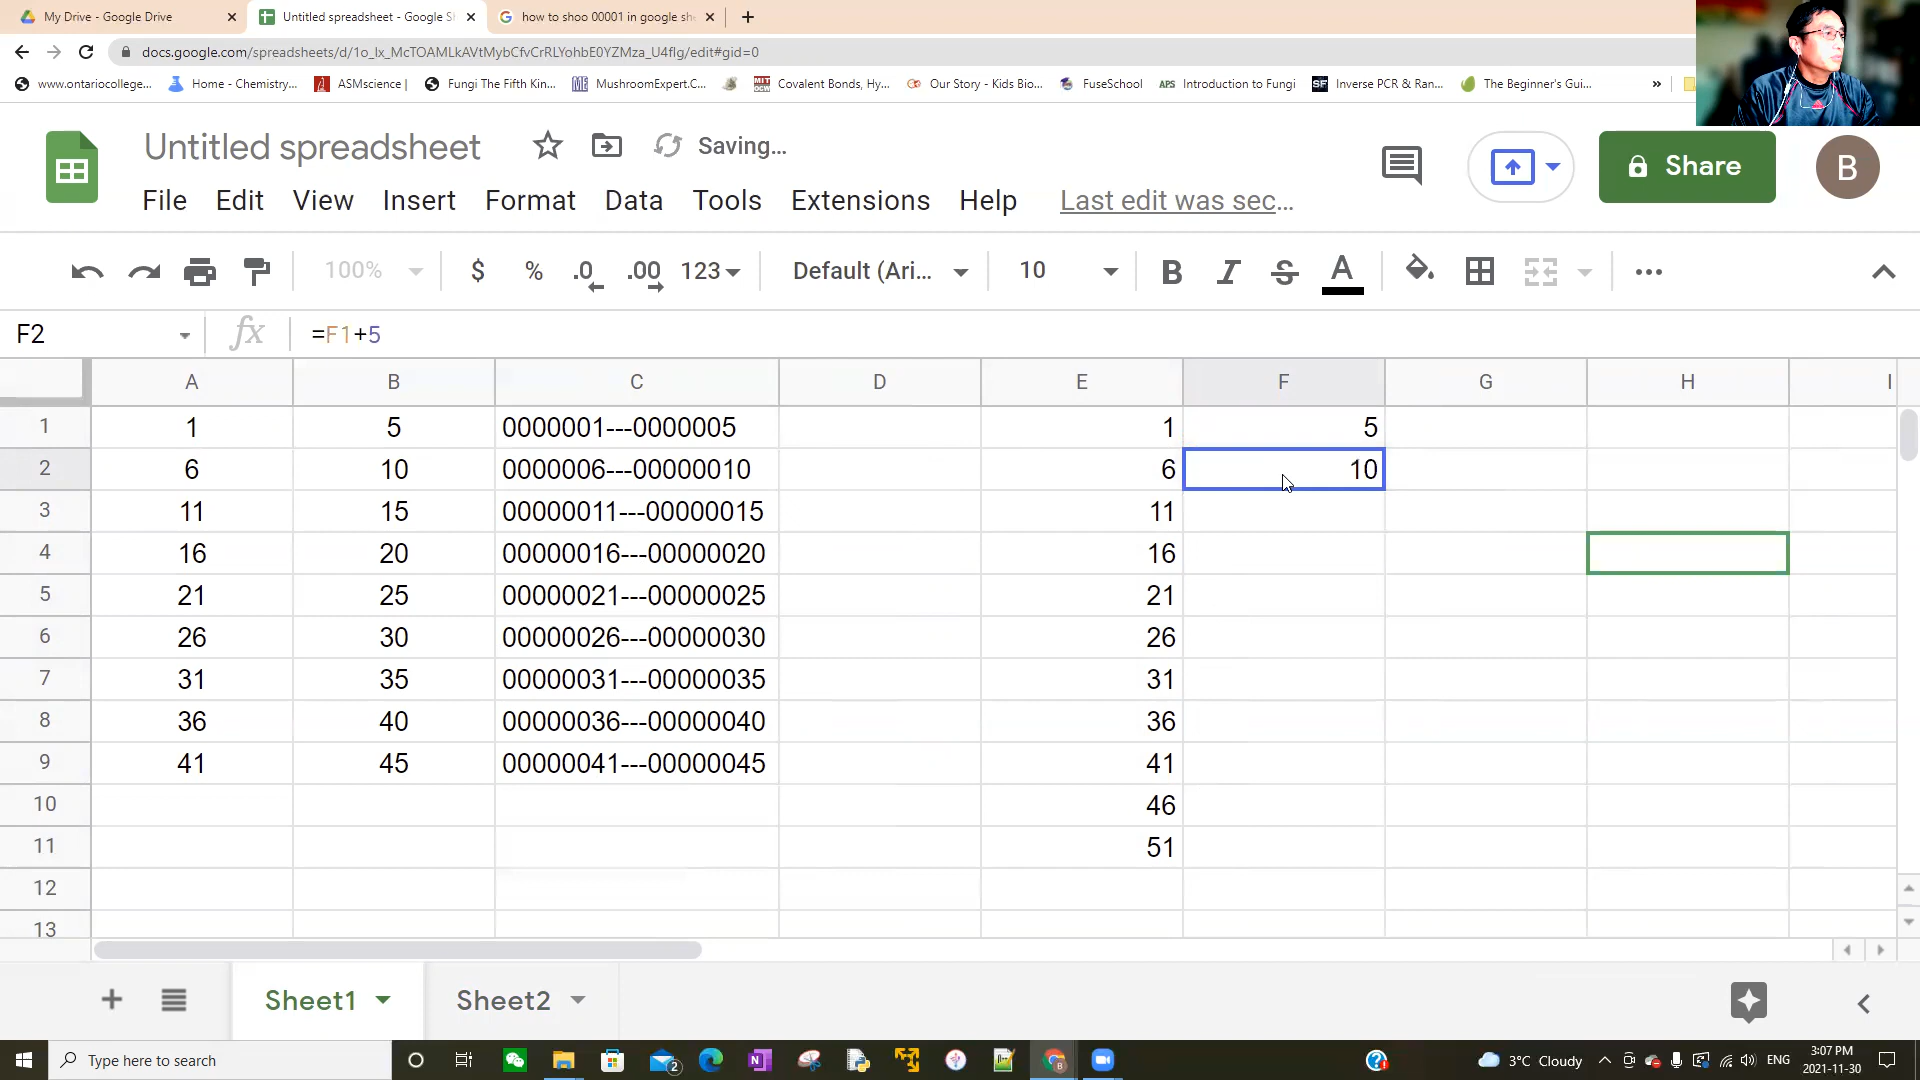 My Drive - Google Drive
Untitled spreadsheet - Google S
how to shoo 00001 in google she
docs.google.com/spreadsheets/d/1o_Ix_McTOAMLkAVtMybCfvCrRLYohbE0YZMza_U4fIg/edit#gid=0
www.ontariocollege...
Home - Chemistry...
ASMscience |
Fungi The Fifth Kin...
MushroomExpert.C...
Covalent Bonds, Hy...
Our Story - Kids Bio...
FuseSchool
APS Introduction to Fungi
SF Inverse PCR & Ran...
The Beginner's Gui...
»
Untitled spreadsheet
Saving...
Share
B
File Edit View Insert Format Data Tools Extensions Help Last edit was sec...
100% $ % .0 .00 123 Default (Ari... 10 B I S A
F2 fx =F1+5
A B C D E F G H I
1 1 5 0000001---0000005 1 5
2 6 10 0000006---00000010 6 10
3 11 15 00000011---00000015 11
4 16 20 00000016---00000020 16
5 21 25 00000021---00000025 21
6 26 30 00000026---00000030 26
7 31 35 00000031---00000035 31
8 36 40 00000036---00000040 36
9 41 45 00000041---00000045 41
10 46
11 51
12
13
Sheet1 Sheet2
Type here to search
2
3°C Cloudy
ENG
3:07 PM
2021-11-30